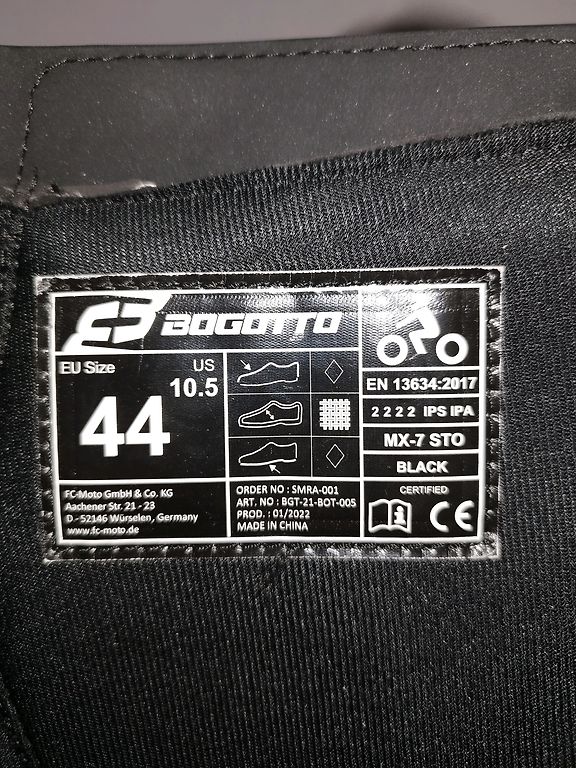 BOGOTTO
EU Size
US
10.5
44
FC-Moto GmbH & Co. KG
Aachener Str. 21 - 23
D - 52146 Würselen, Germany
www.fc-moto.de
ORDER NO : SMRA-001
ART. NO : BGT-21-BOT-005
PROD. : 01/2022
MADE IN CHINA
EN 13634:2017
2 2 2 2 IPS IPA
MX-7 STO
BLACK
CERTIFIED
i CE